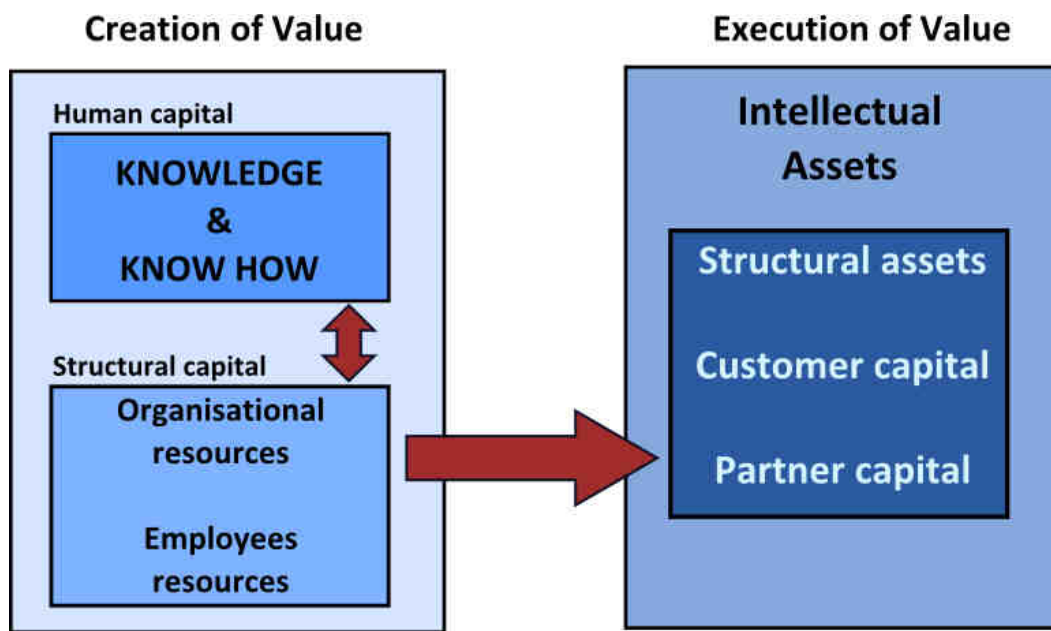 Creation of Value
Human capital
KNOWLEDGE
&
KNOW HOW
Structural capital
Organisational
resources
Employees
resources
Execution of Value
Intellectual
Assets
Structural assets
Customer capital
Partner capital